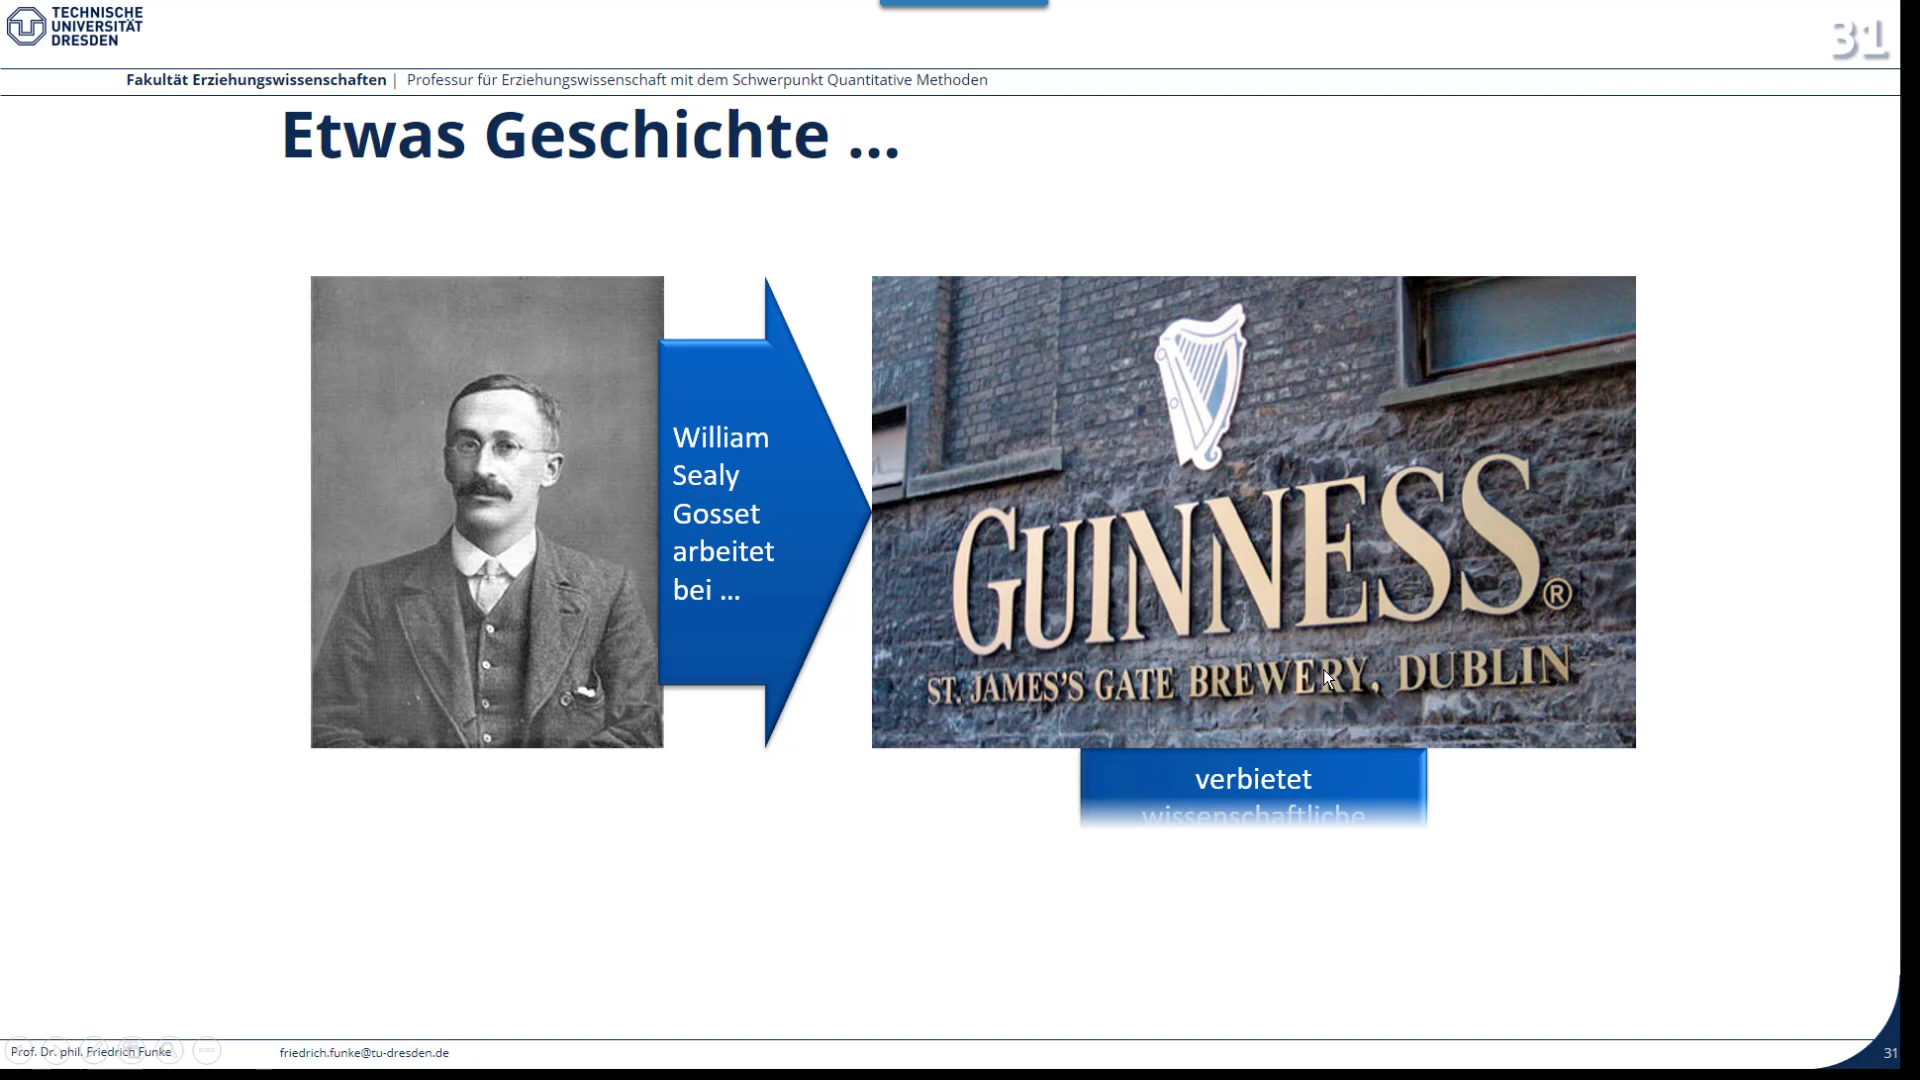 TECHNISCHE
UNIVERSITÄT
DRESDEN
31
Fakultät Erziehungswissenschaften | Professur für Erziehungswissenschaft mit dem Schwerpunkt Quantitative Methoden
Etwas Geschichte ...
William
Sealy
Gosset
arbeitet
bei ...
GUINNESS®
ST. JAMES'S GATE BREWERY, DUBLIN
verbietet
wissenschaftliche
Prof. Dr. phil. Friedrich Funke
friedrich.funke@tu-dresden.de
31